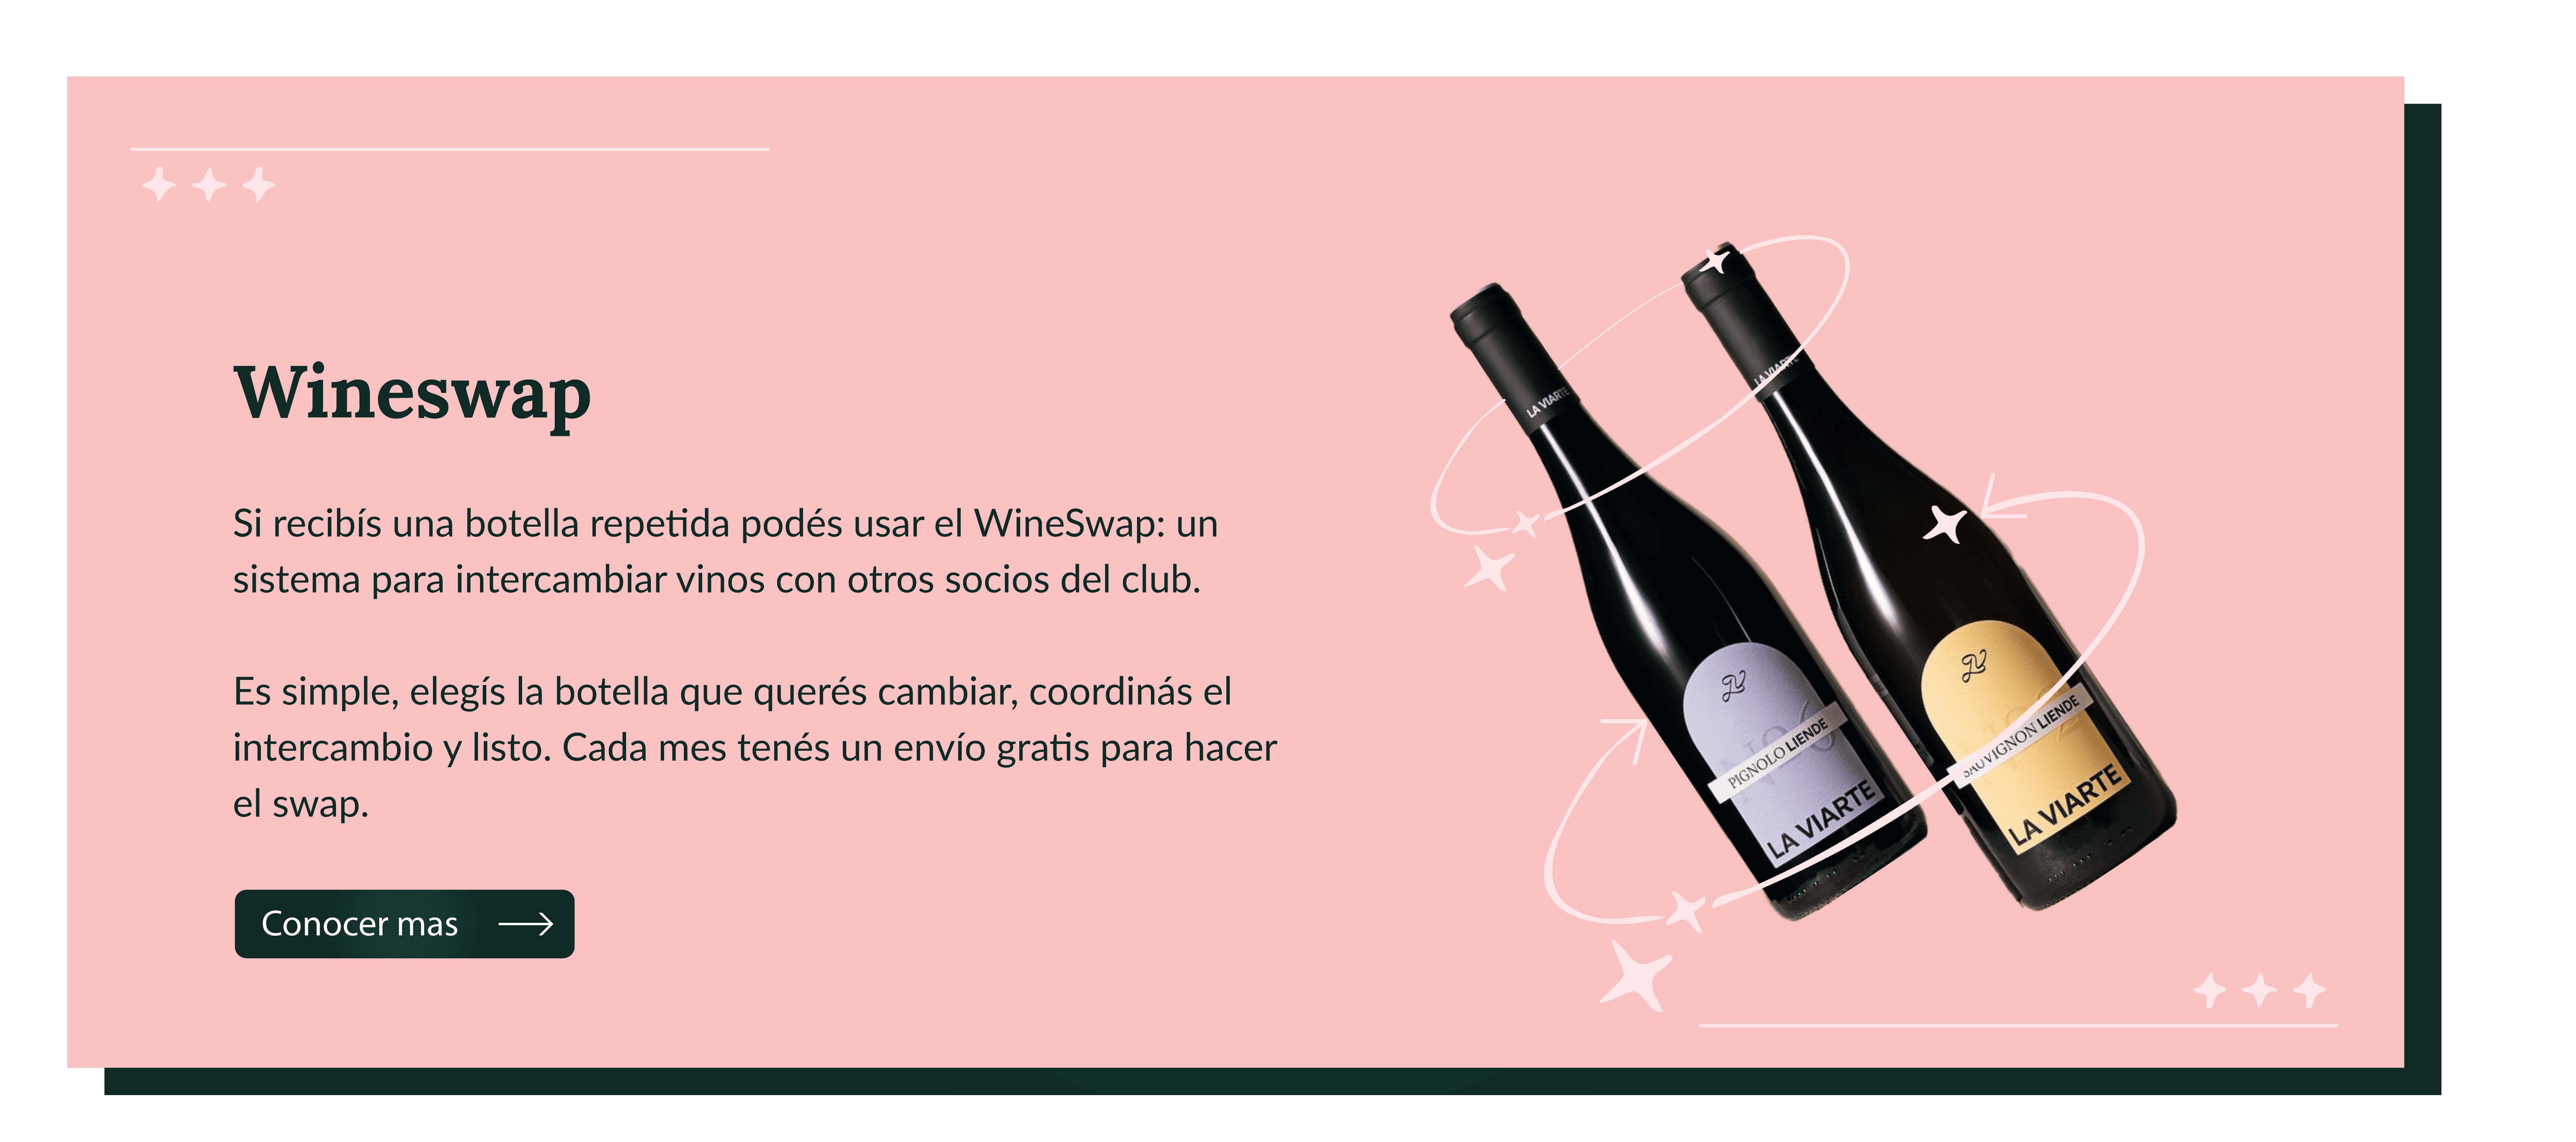 Wineswap
Si recibís una botella repetida podés usar el WineSwap: un
sistema para intercambiar vinos con otros socios del club.
Es simple, elegís la botella que querés cambiar, coordinás el
intercambio y listo. Cada mes tenés un envío gratis para hacer
el swap.
Conocer mas
LA VIARTE
PIGNOLO LIENDE
LA VIARTE
LA VIARTE
SAUVIGNON LIENDE
LA VIARTE